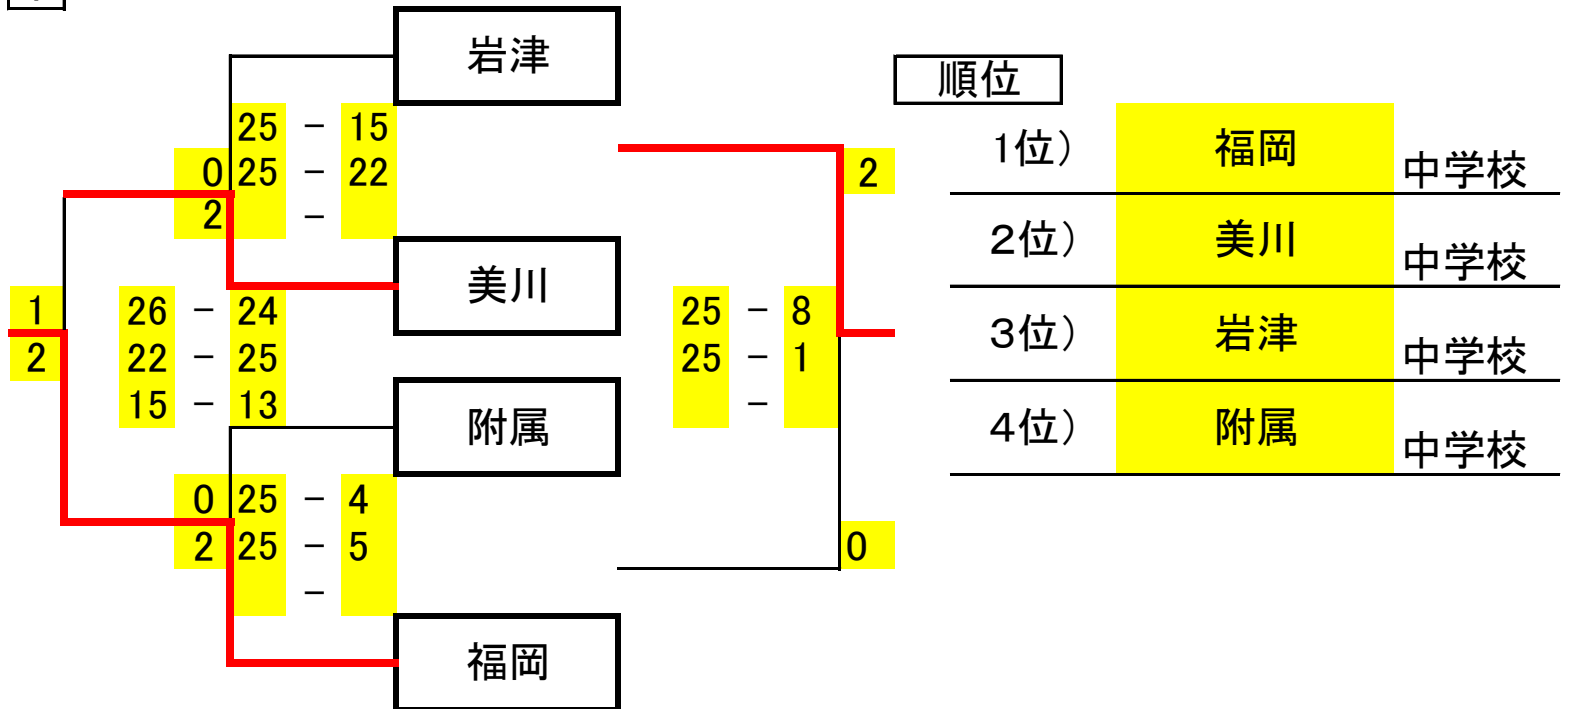 岩津
順位
25 - 15
0 25 - 22
2 -
1位) 福岡 中学校
2
2位) 美川 中学校
美川
1 26 - 24
2 22 - 25
15 - 13
25 - 8
25 - 1
-
3位) 岩津 中学校
附属
4位) 附属 中学校
0 25 - 4
2 25 - 5
-
0
福岡